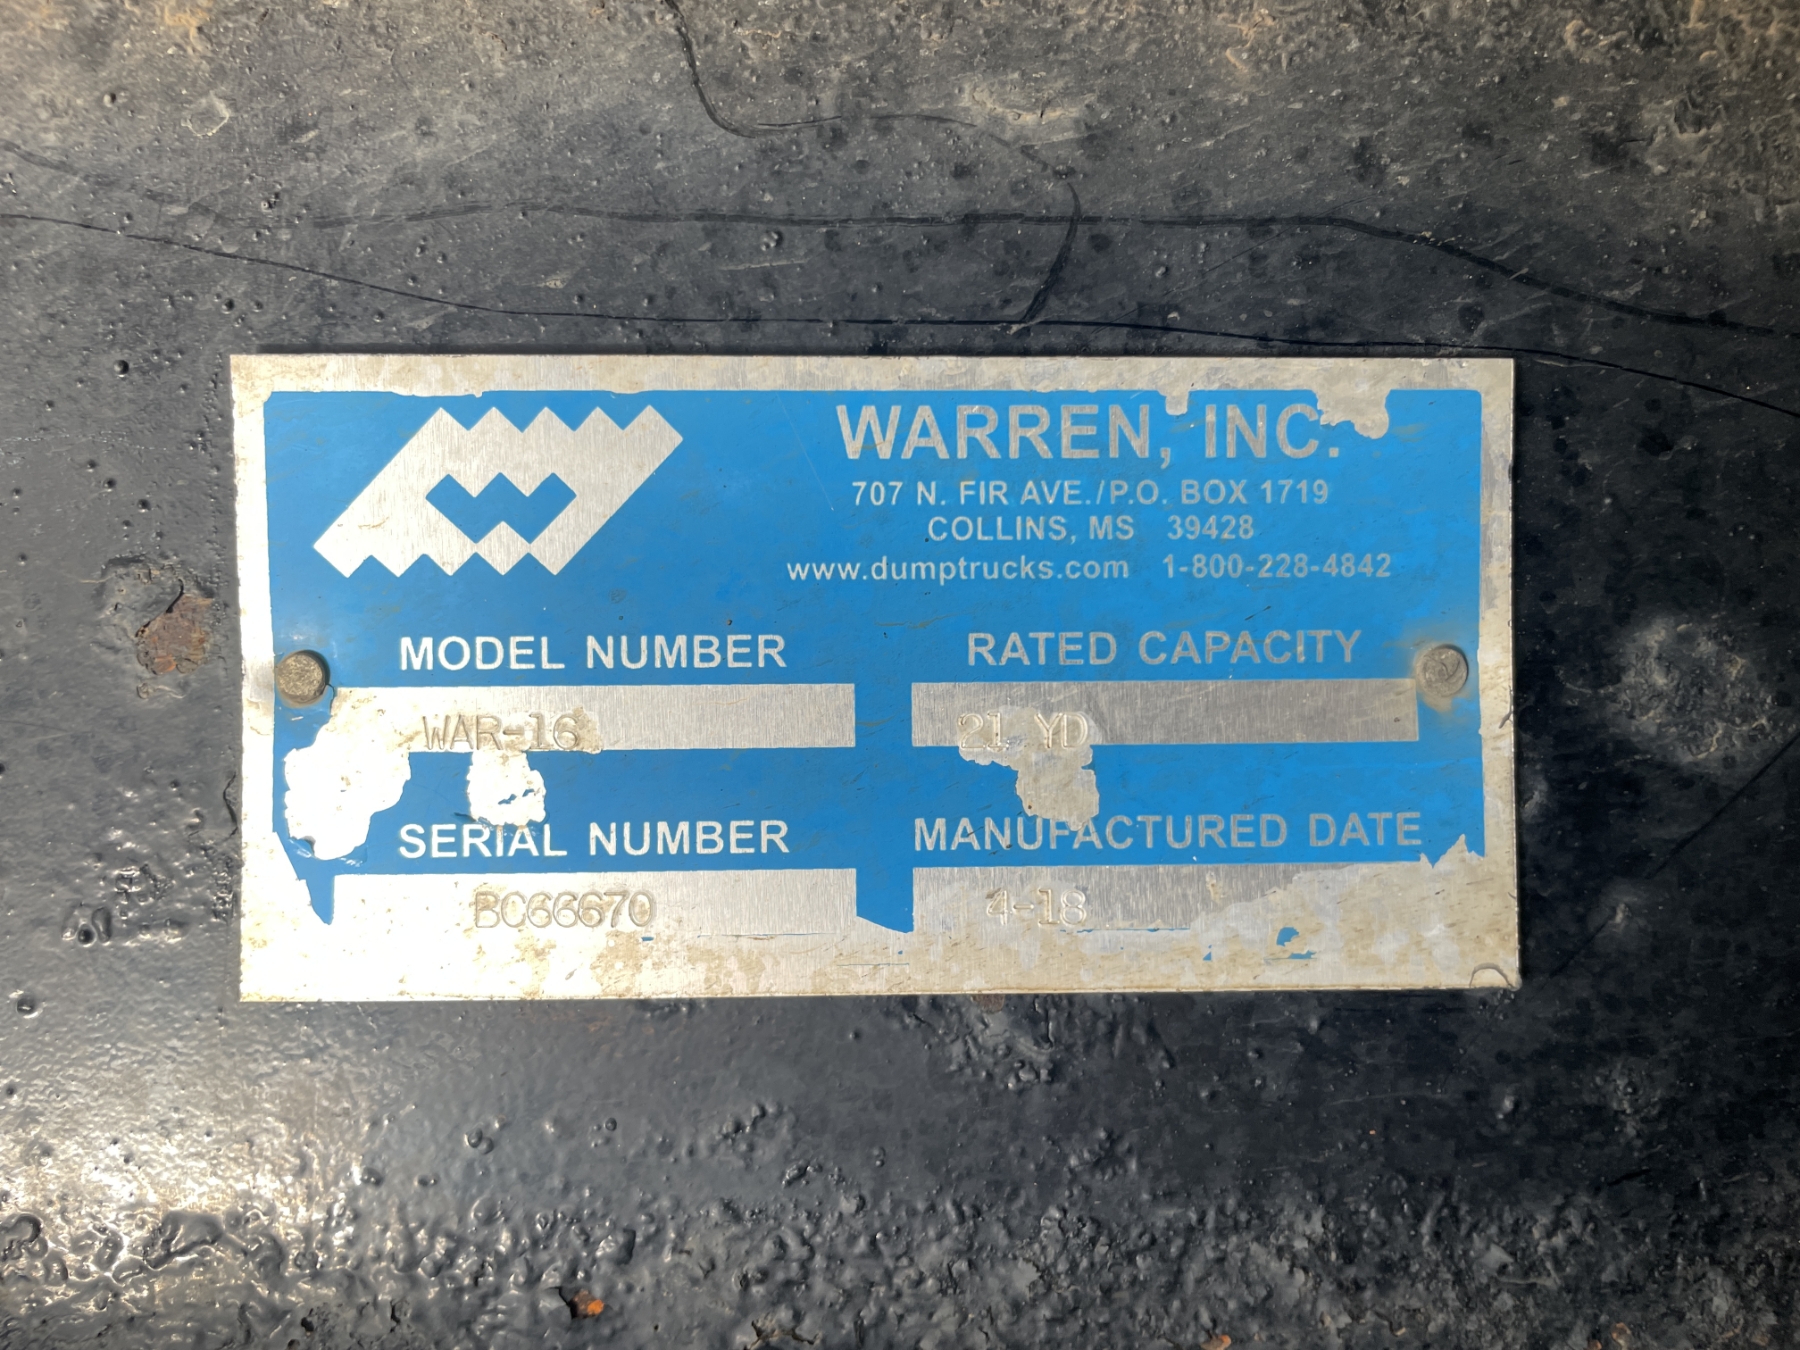 WARREN, INC.
707 N. FIR AVE./P.O. BOX 1719
COLLINS, MS 39428
www.dumptrucks.com 1-800-228-4842
MODEL NUMBER RATED CAPACITY
WAR-16 21 YD
SERIAL NUMBER MANUFACTURED DATE
BC66670 4-18